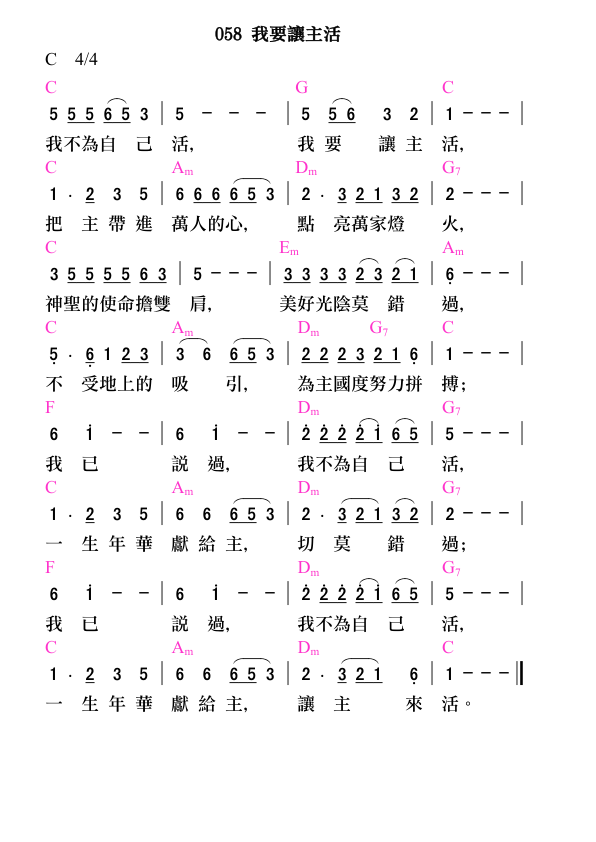 058 我要讓主活
C 4/4
C G C
5 5 5 6 5 3 | 5 － － － | 5 5 6 3 2 | 1 － － － |
我不為自 己 活， 我 要 讓 主 活，
C Am Dm G7
1 · 2 3 5 | 6 6 6 6 5 3 | 2 · 3 2 1 3 2 | 2 － － － |
把 主 帶 進 萬人的心， 點 亮萬家燈 火，
C Em Am
3 5 5 5 5 6 3 | 5 － － － | 3 3 3 3 2 3 2 1 | 6 － － － |
神聖的使命擔雙 肩， 美好光陰莫 錯 過，
C Am Dm G7 C
5 · 6 1 2 3 | 3 6 6 5 3 | 2 2 2 3 2 1 6 | 1 － － － |
不 受地上的 吸 引， 為主國度努力拼 搏；
F Dm G7
6 1 － － | 6 1 － － | 2 2 2 2 1 6 5 | 5 － － － |
我 已 説 過， 我不為自 己 活，
C Am Dm G7
1 · 2 3 5 | 6 6 6 5 3 | 2 · 3 2 1 3 2 | 2 － － － |
一 生 年 華 獻 給 主， 切 莫 錯 過；
F Dm G7
6 1 － － | 6 1 － － | 2 2 2 2 1 6 5 | 5 － － － |
我 已 説 過， 我不為自 己 活，
C Am Dm C
1 · 2 3 5 | 6 6 6 5 3 | 2 · 3 2 1 6 | 1 － － － ‖
一 生 年 華 獻 給 主， 讓 主 來 活。